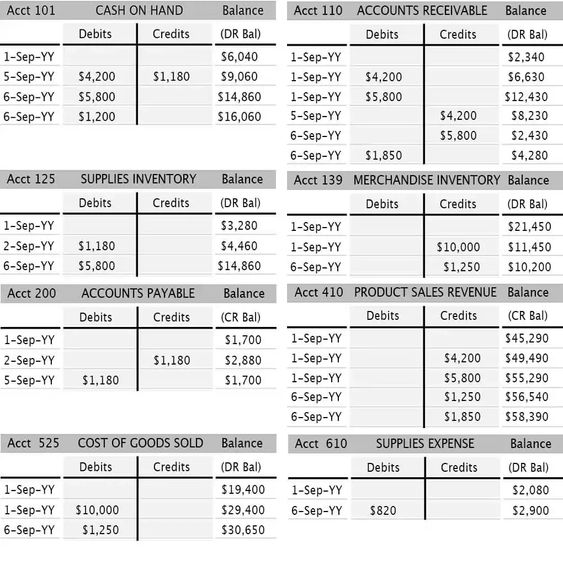 Acct 101 CASH ON HAND Balance
Debits Credits (DR Bal)
1-Sep-YY $6,040
5-Sep-YY $4,200 $1,180 $9,060
6-Sep-YY $5,800 $14,860
6-Sep-YY $1,200 $16,060
Acct 110 ACCOUNTS RECEIVABLE Balance
Debits Credits (DR Bal)
1-Sep-YY $2,340
1-Sep-YY $4,200 $6,630
1-Sep-YY $5,800 $12,430
5-Sep-YY $4,200 $8,230
6-Sep-YY $5,800 $2,430
6-Sep-YY $1,850 $4,280
Acct 125 SUPPLIES INVENTORY Balance
Debits Credits (DR Bal)
1-Sep-YY $3,280
2-Sep-YY $1,180 $4,460
6-Sep-YY $5,800 $14,860
Acct 139 MERCHANDISE INVENTORY Balance
Debits Credits (DR Bal)
1-Sep-YY $21,450
1-Sep-YY $10,000 $11,450
6-Sep-YY $1,250 $10,200
Acct 200 ACCOUNTS PAYABLE Balance
Debits Credits (CR Bal)
1-Sep-YY $1,700
2-Sep-YY $1,180 $2,880
5-Sep-YY $1,180 $1,700
Acct 410 PRODUCT SALES REVENUE Balance
Debits Credits (CR Bal)
1-Sep-YY $45,290
1-Sep-YY $4,200 $49,490
1-Sep-YY $5,800 $55,290
6-Sep-YY $1,250 $56,540
6-Sep-YY $1,850 $58,390
Acct 525 COST OF GOODS SOLD Balance
Debits Credits (DR Bal)
1-Sep-YY $19,400
1-Sep-YY $10,000 $29,400
6-Sep-YY $1,250 $30,650
Acct 610 SUPPLIES EXPENSE Balance
Debits Credits (DR Bal)
1-Sep-YY $2,080
6-Sep-YY $820 $2,900